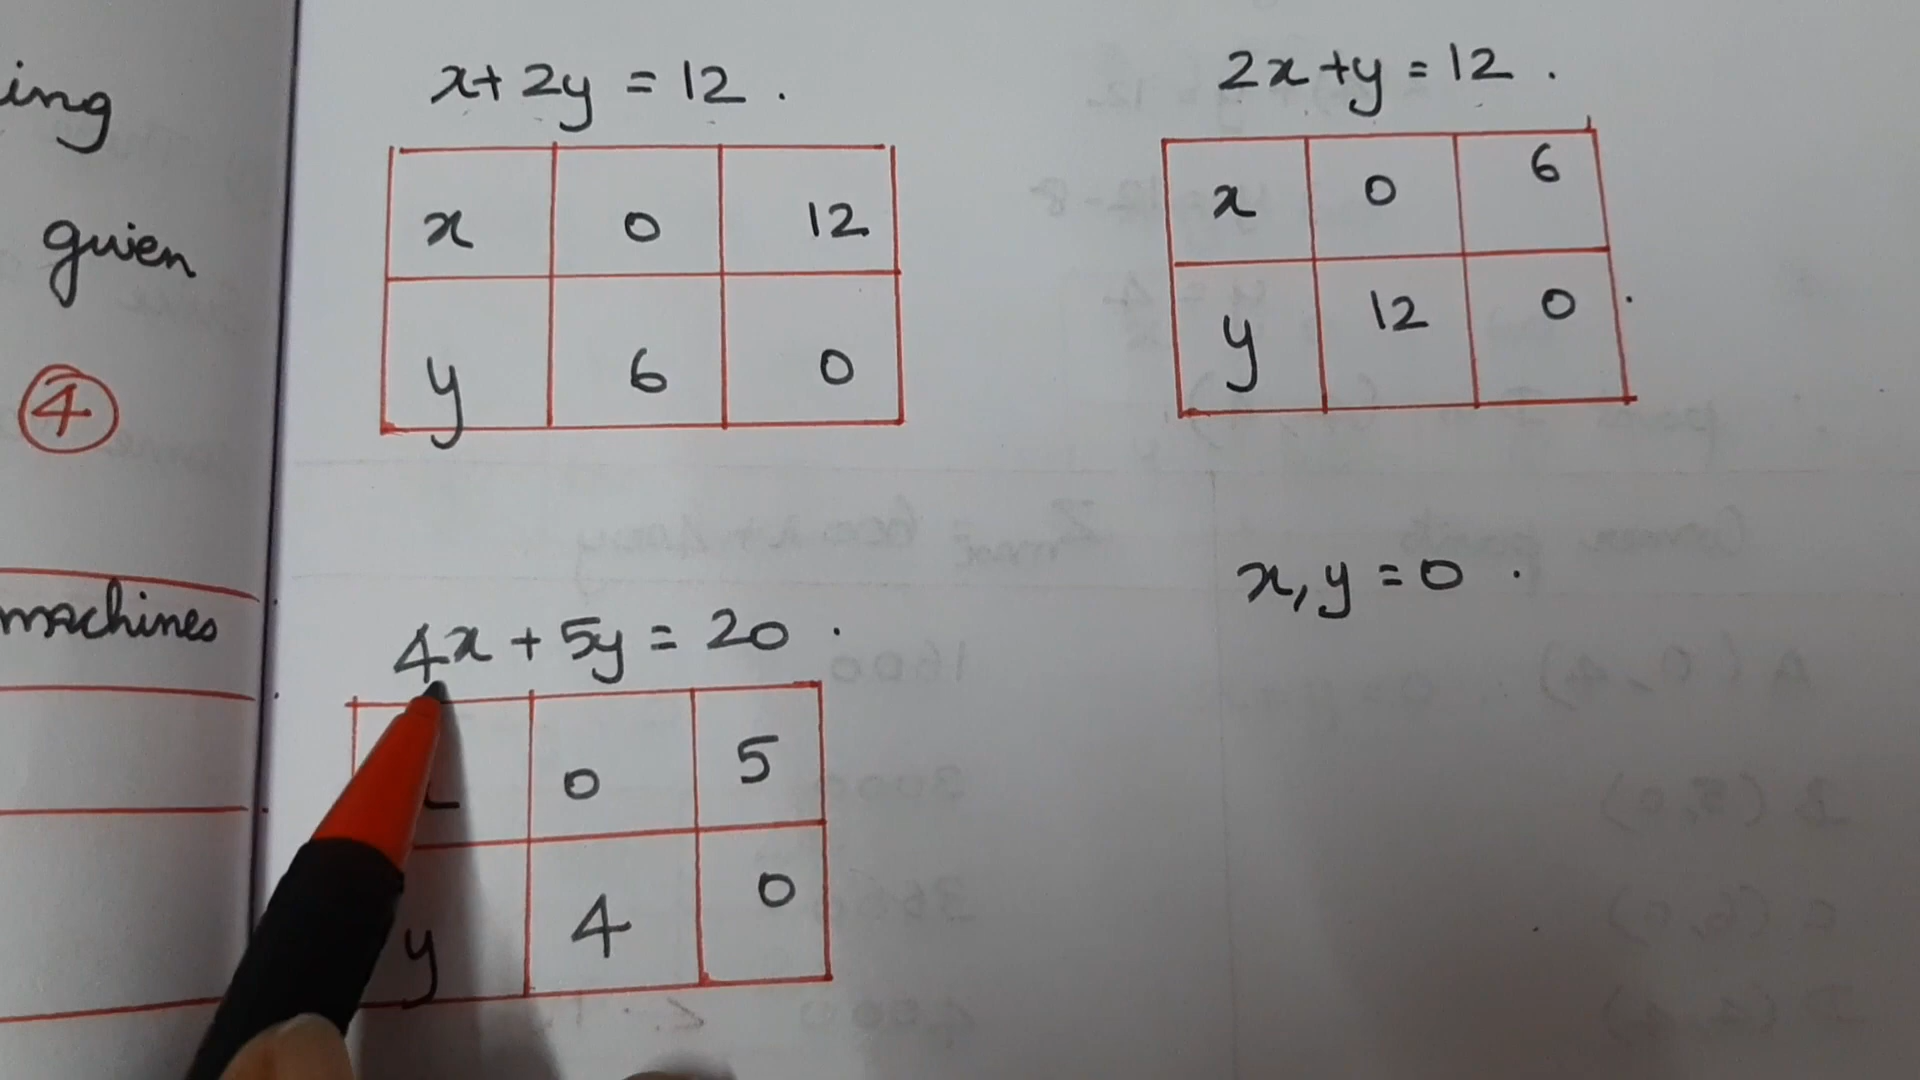 ing
given
④
machines
x + 2y = 12 .
x 0 12
y 6 0
2x + y = 12 .
x 0 6
y 12 0 .
4x + 5y = 20 .
0 5
y 4 0
x, y = 0 .